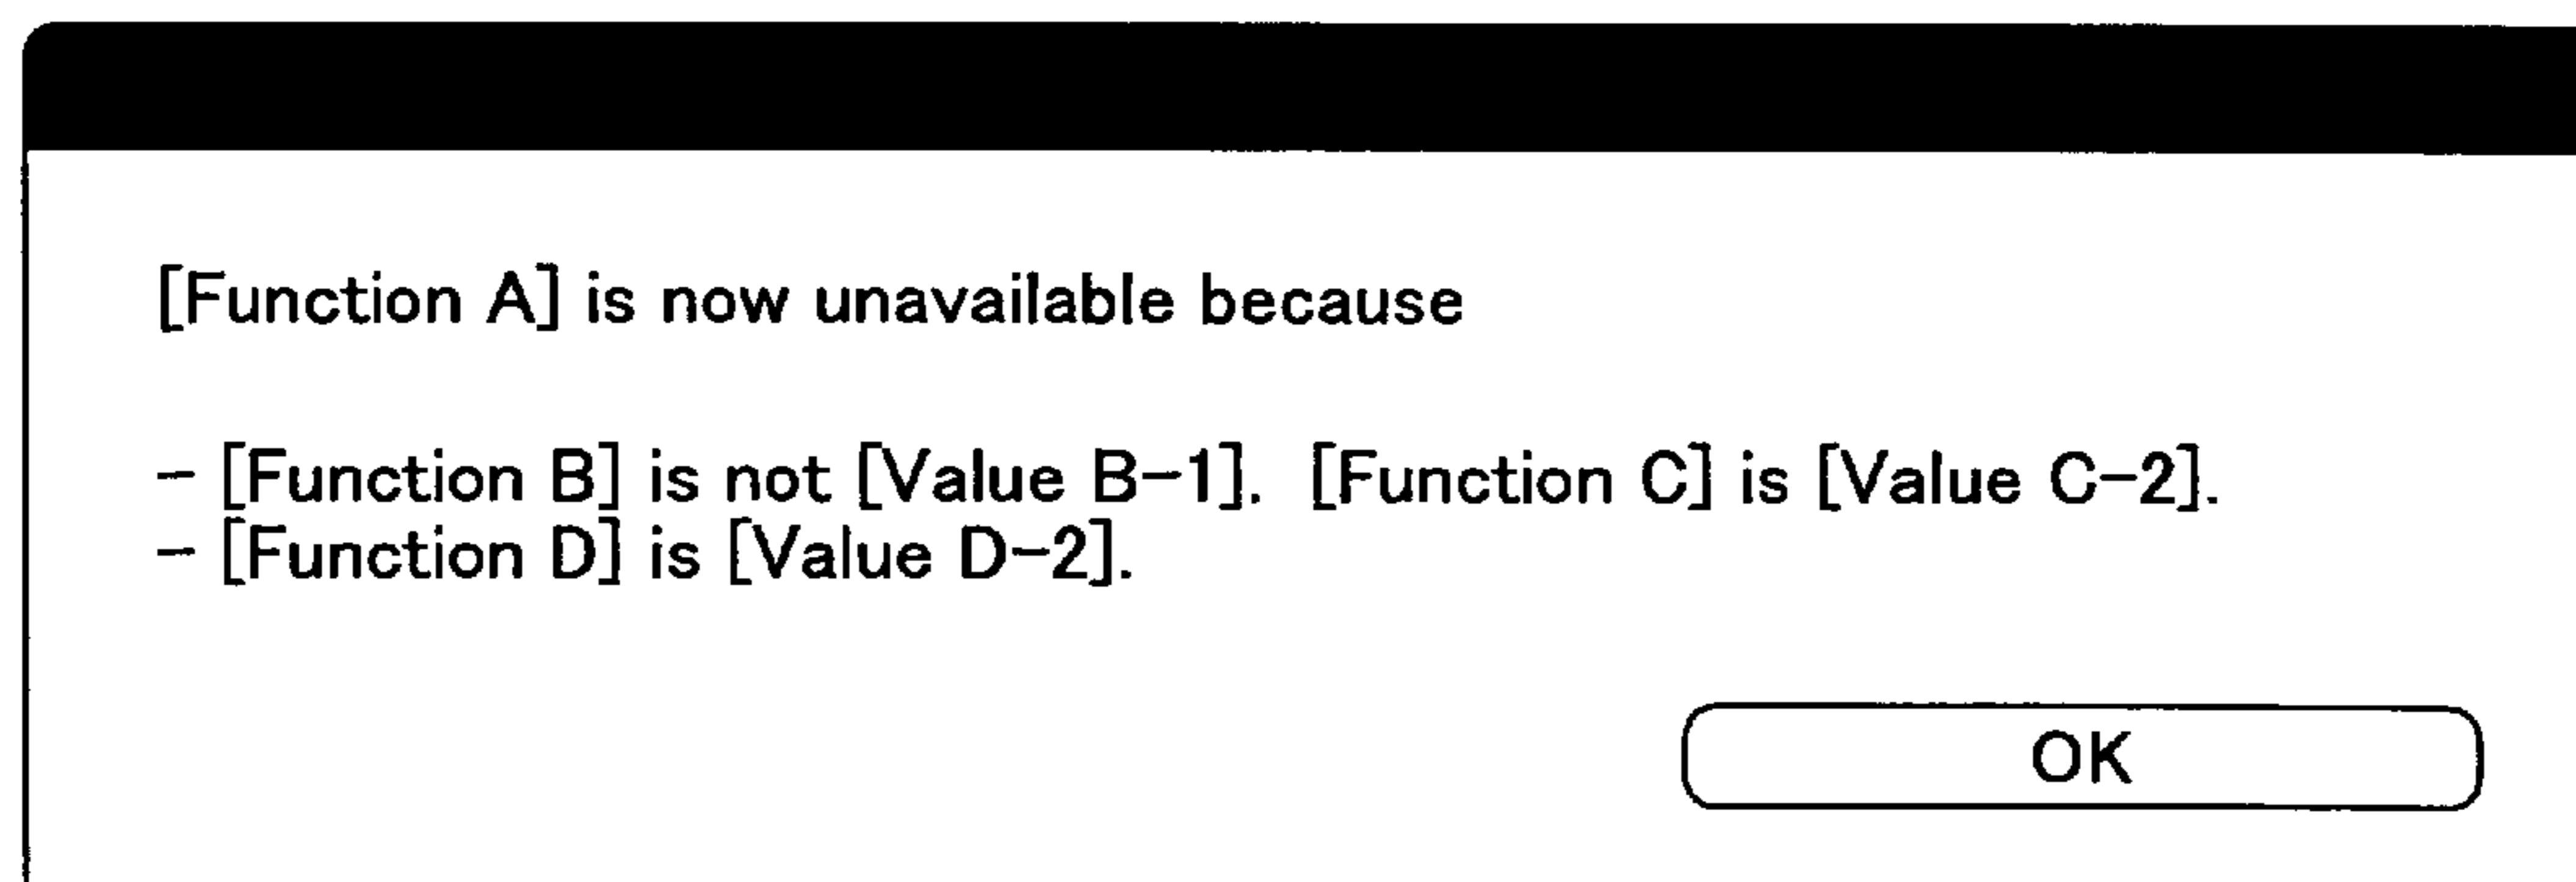 [Function A] is now unavailable because
- [Function B] is not [Value B-1]. [Function C] is [Value C-2].
- [Function D] is [Value D-2].
OK